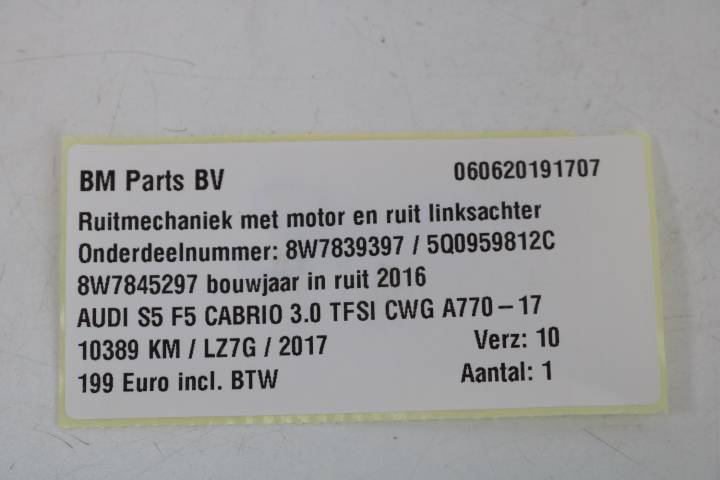 BM Parts BV 060620191707
Ruitmechaniek met motor en ruit linksachter
Onderdeelnummer: 8W7839397 / 5Q0959812C
8W7845297 bouwjaar in ruit 2016
AUDI S5 F5 CABRIO 3.0 TFSI CWG A770-17
10389 KM / LZ7G / 2017 Verz: 10
199 Euro incl. BTW Aantal: 1